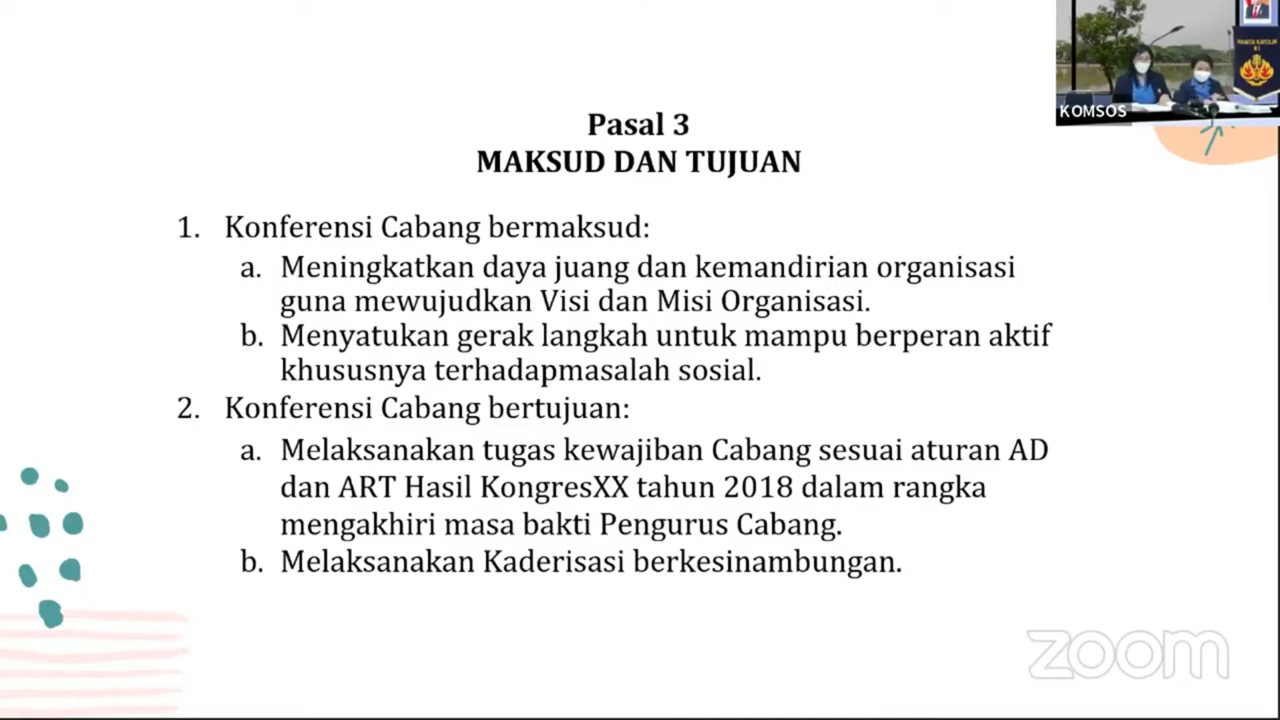 Pasal 3
MAKSUD DAN TUJUAN
1. Konferensi Cabang bermaksud:
a. Meningkatkan daya juang dan kemandirian organisasi
guna mewujudkan Visi dan Misi Organisasi.
b. Menyatukan gerak langkah untuk mampu berperan aktif
khususnya terhadapmasalah sosial.
2. Konferensi Cabang bertujuan:
a. Melaksanakan tugas kewajiban Cabang sesuai aturan AD
dan ART Hasil KongresXX tahun 2018 dalam rangka
mengakhiri masa bakti Pengurus Cabang.
b. Melaksanakan Kaderisasi berkesinambungan.
WANITA KATOLIK
RI
KOMSOS
zoom